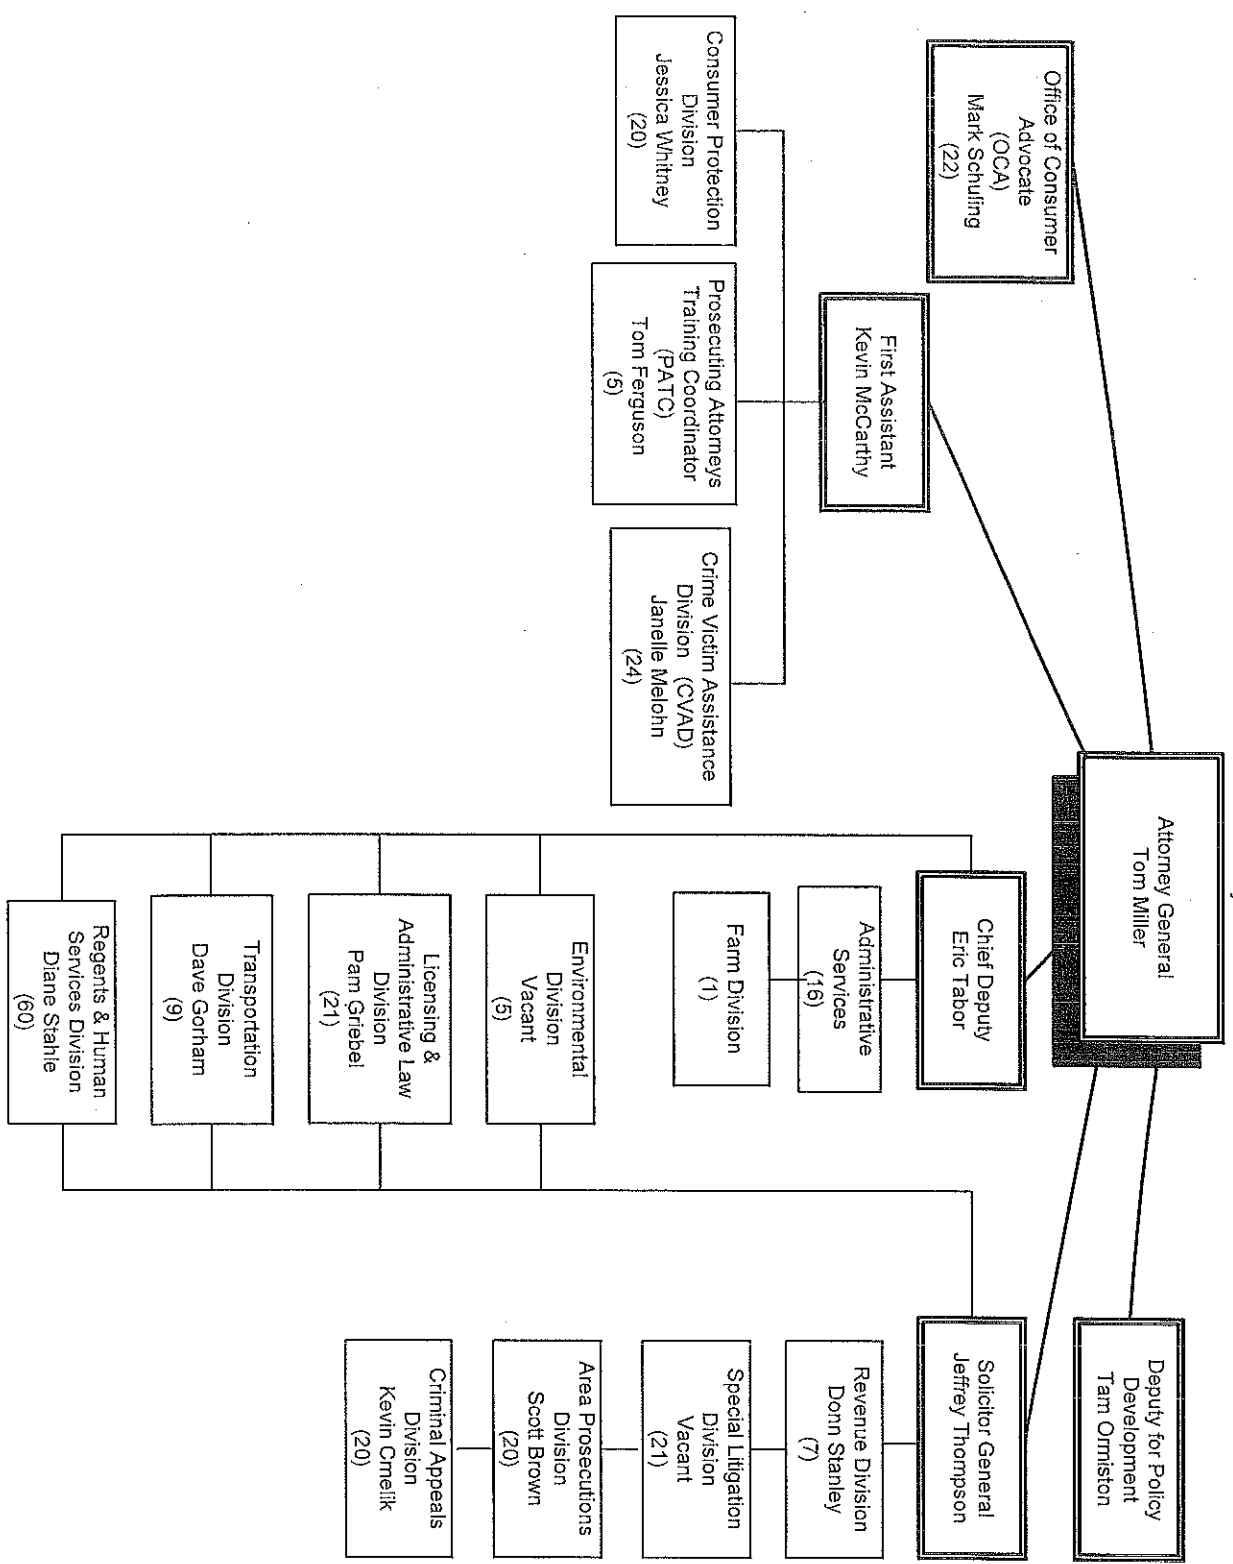 Attorney General
Tom Miller
Office of Consumer
Advocate
(OCA)
Mark Schuling
(22)
Deputy for Policy
Development
Tam Ormiston
First Assistant
Kevin McCarthy
Chief Deputy
Eric Tabor
Solicitor General
Jeffrey Thompson
Consumer Protection
Division
Jessica Whitney
(20)
Prosecuting Attorneys
Training Coordinator
(PATC)
Tom Ferguson
(5)
Crime Victim Assistance
Division (CVAD)
Janelle Melohn
(24)
Administrative
Services
(16)
Farm Division
(1)
Environmental
Division
Vacant
(5)
Licensing &
Administrative Law
Division
Pam Griebel
(21)
Transportation
Division
Dave Gorham
(9)
Regents & Human
Services Division
Diane Stahle
(60)
Revenue Division
Donn Stanley
(7)
Special Litigation
Division
Vacant
(21)
Area Prosecutions
Division
Scott Brown
(20)
Criminal Appeals
Division
Kevin Cmelik
(20)